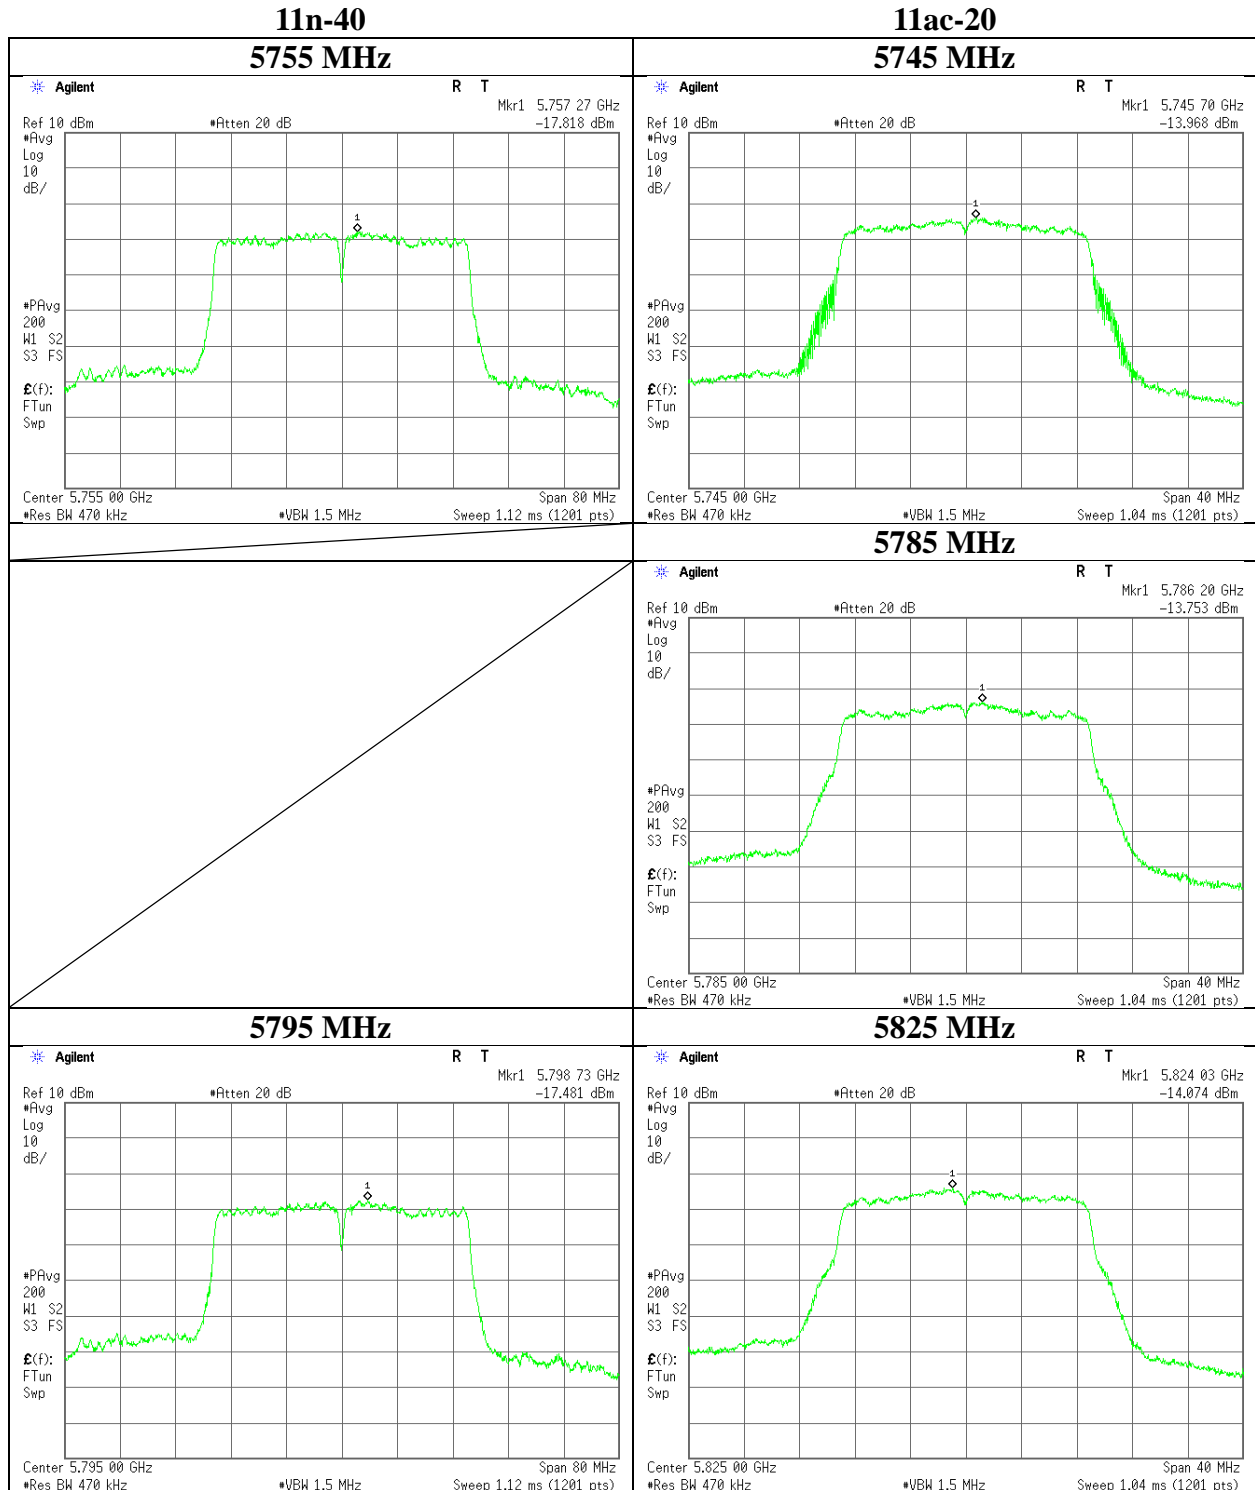 11n-40
11ac-20
5755 MHz
5745 MHz
Agilent
R T
Mkr1 5.757 27 GHz
Ref 10 dBm
#Atten 20 dB
-17.818 dBm
#Avg
Log
10
dB/
1
#PAvg
200
W1 S2
S3 FS
£(f):
FTun
Swp
Center 5.755 00 GHz
Span 80 MHz
#Res BW 470 kHz
#VBW 1.5 MHz
Sweep 1.12 ms (1201 pts)
Agilent
R T
Mkr1 5.745 70 GHz
Ref 10 dBm
#Atten 20 dB
-13.968 dBm
#Avg
Log
10
dB/
1
#PAvg
200
W1 S2
S3 FS
£(f):
FTun
Swp
Center 5.745 00 GHz
Span 40 MHz
#Res BW 470 kHz
#VBW 1.5 MHz
Sweep 1.04 ms (1201 pts)
5785 MHz
Agilent
R T
Mkr1 5.786 20 GHz
Ref 10 dBm
#Atten 20 dB
-13.753 dBm
#Avg
Log
10
dB/
1
#PAvg
200
W1 S2
S3 FS
£(f):
FTun
Swp
Center 5.785 00 GHz
Span 40 MHz
#Res BW 470 kHz
#VBW 1.5 MHz
Sweep 1.04 ms (1201 pts)
5795 MHz
5825 MHz
Agilent
R T
Mkr1 5.798 73 GHz
Ref 10 dBm
#Atten 20 dB
-17.481 dBm
#Avg
Log
10
dB/
1
#PAvg
200
W1 S2
S3 FS
£(f):
FTun
Swp
Center 5.795 00 GHz
Span 80 MHz
#Res BW 470 kHz
#VBW 1.5 MHz
Sweep 1.12 ms (1201 pts)
Agilent
R T
Mkr1 5.824 03 GHz
Ref 10 dBm
#Atten 20 dB
-14.074 dBm
#Avg
Log
10
dB/
1
#PAvg
200
W1 S2
S3 FS
£(f):
FTun
Swp
Center 5.825 00 GHz
Span 40 MHz
#Res BW 470 kHz
#VBW 1.5 MHz
Sweep 1.04 ms (1201 pts)